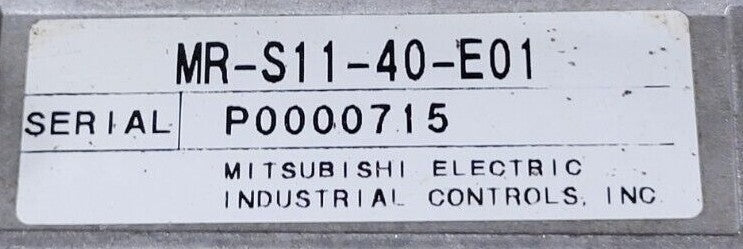 MR-S11-40-E01
SERIAL P0000715
MITSUBISHI ELECTRIC
INDUSTRIAL CONTROLS, INC